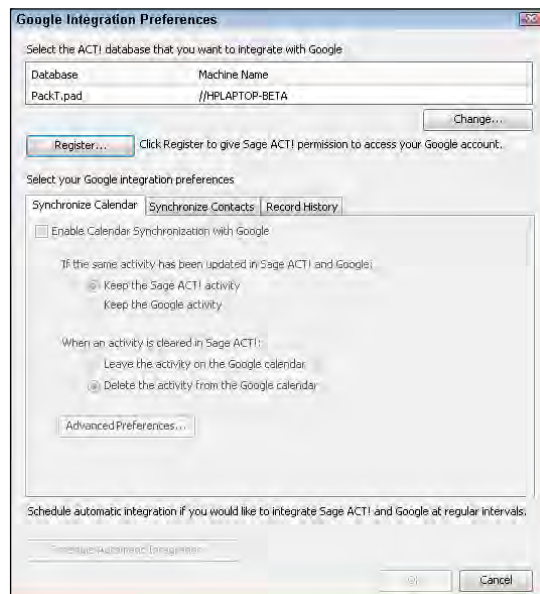 Google Integration Preferences
Select the ACT! database that you want to integrate with Google
Database Machine Name
PackT.pad //HPLAPTOP-BETA
Change...
Register... Click Register to give Sage ACT! permission to access your Google account.
Select your Google integration preferences
Synchronize Calendar Synchronize Contacts Record History
Enable Calendar Synchronization with Google
If the same activity has been updated in Sage ACT! and Google:
Keep the Sage ACT! activity
Keep the Google activity
When an activity is cleared in Sage ACT!:
Leave the activity on the Google calendar
Delete the activity from the Google calendar
Advanced Preferences...
Schedule automatic integration if you would like to integrate Sage ACT! and Google at regular intervals.
Schedule Automatic Integration...
OK Cancel